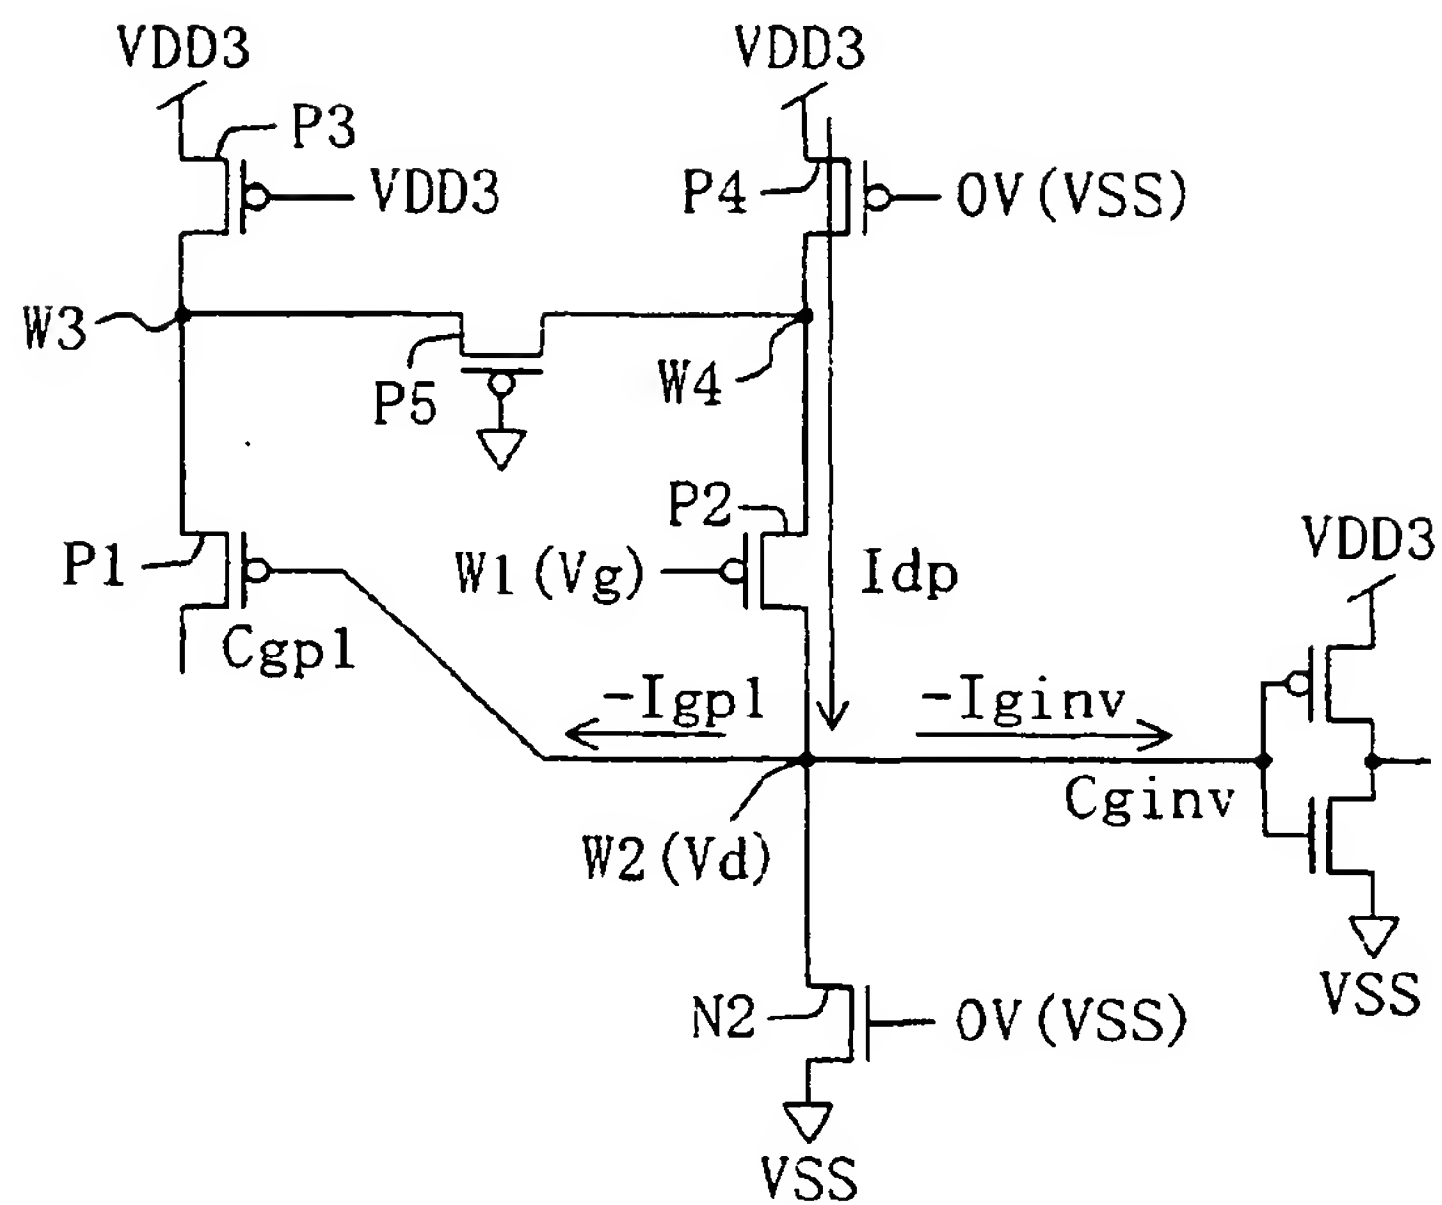 VDD3
VDD3
P3
VDD3
P4
0V(VSS)
W3
P5
W4
P2
VDD3
P1
W1(Vg)
Idp
Cgp1
-Igp1
-Iginv
Cginv
W2(Vd)
VSS
N2
0V(VSS)
VSS